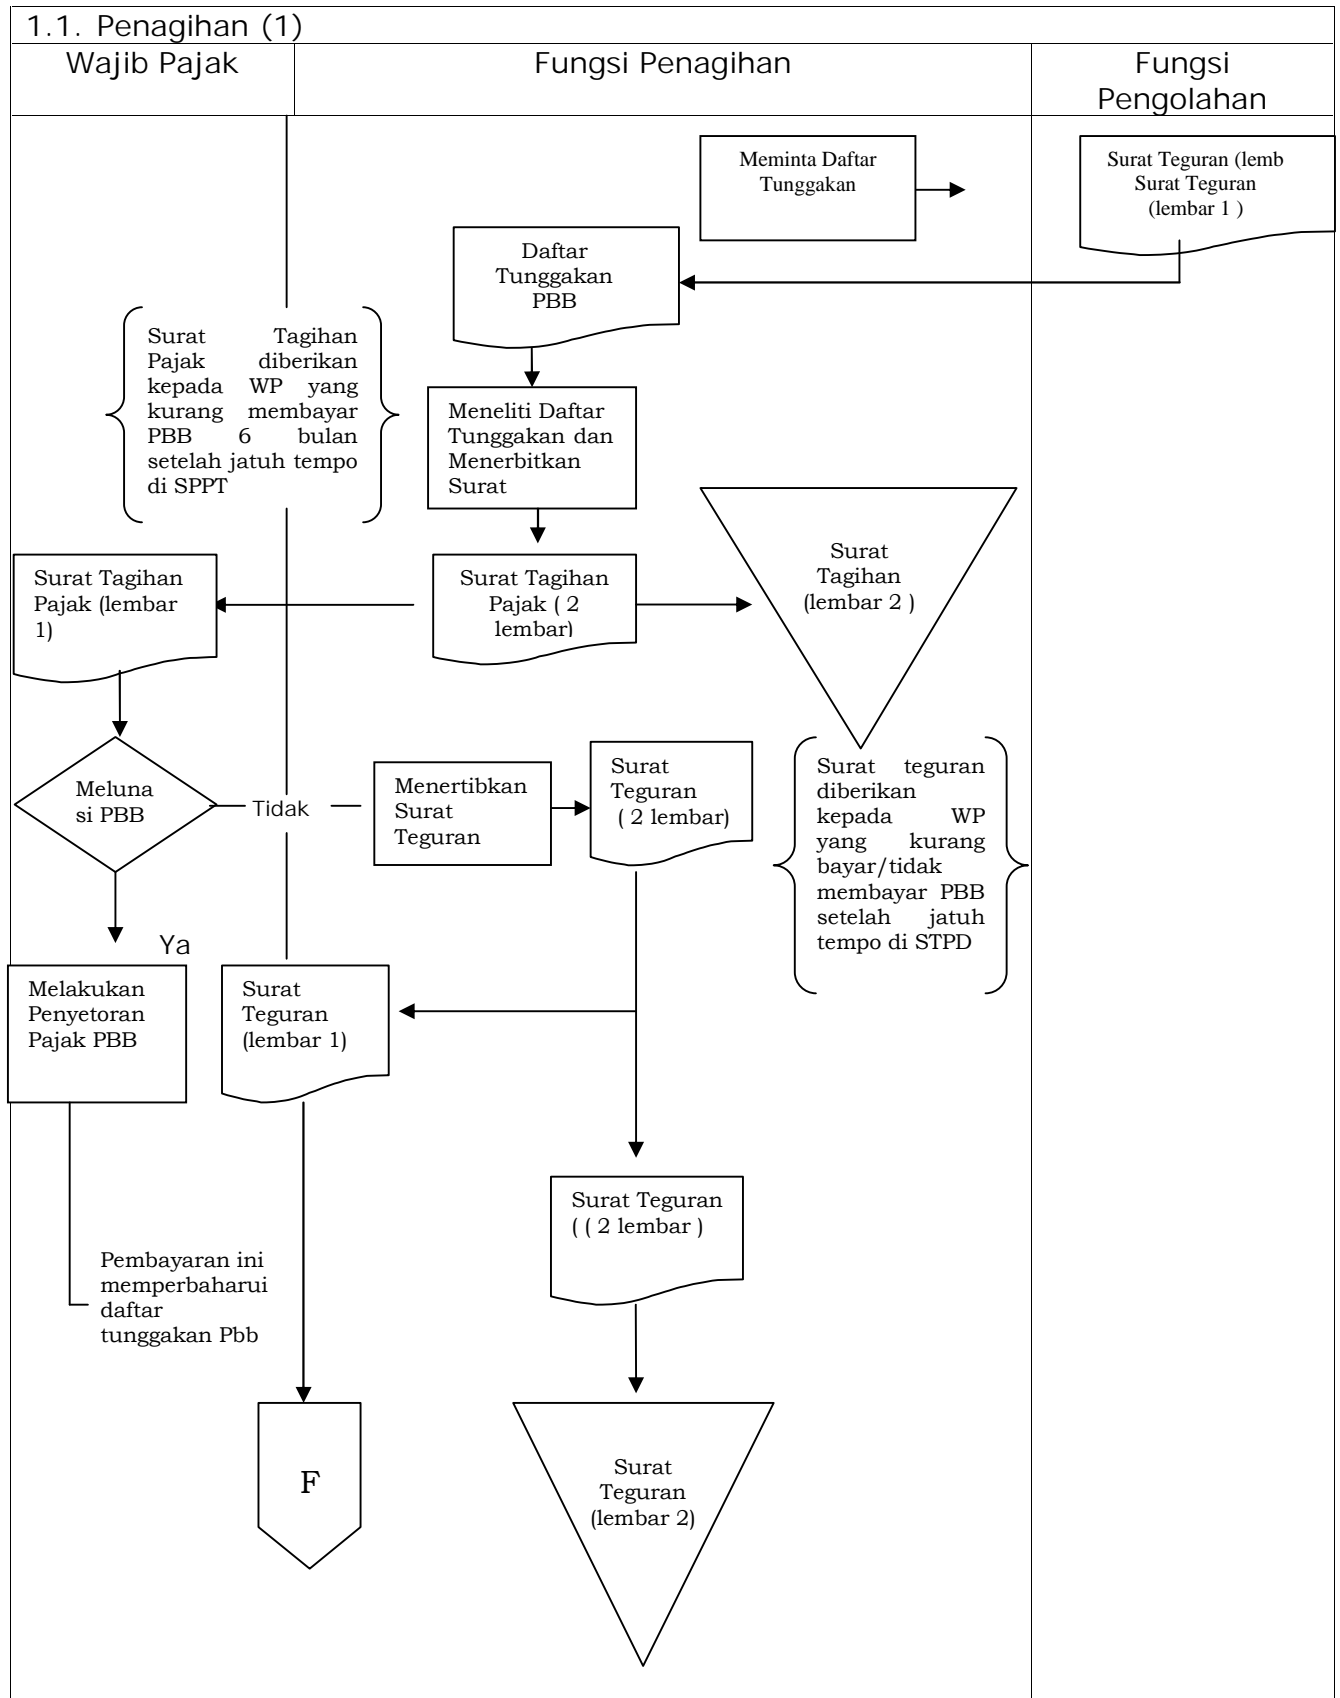 1.1. Penagihan (1)
Wajib Pajak
Fungsi Penagihan
Fungsi
Pengolahan
Meminta Daftar
Tunggakan
Surat Teguran (lemb
Surat Teguran
(lembar 1 )
Daftar
Tunggakan
PBB
Surat Tagihan
Pajak diberikan
kepada WP yang
kurang membayar
PBB 6 bulan
setelah jatuh tempo
di SPPT
Meneliti Daftar
Tunggakan dan
Menerbitkan
Surat
Surat Tagihan
Pajak (lembar
1)
Surat Tagihan
Pajak ( 2
lembar)
Surat
Tagihan
(lembar 2 )
Meluna
si PBB
Tidak
Menertibkan
Surat
Teguran
Surat
Teguran
( 2 lembar)
Surat teguran
diberikan
kepada WP
yang kurang
bayar/tidak
membayar PBB
setelah jatuh
tempo di STPD
Ya
Melakukan
Penyetoran
Pajak PBB
Surat
Teguran
(lembar 1)
Surat Teguran
( ( 2 lembar )
Pembayaran ini
memperbaharui
daftar
tunggakan Pbb
F
Surat
Teguran
(lembar 2)